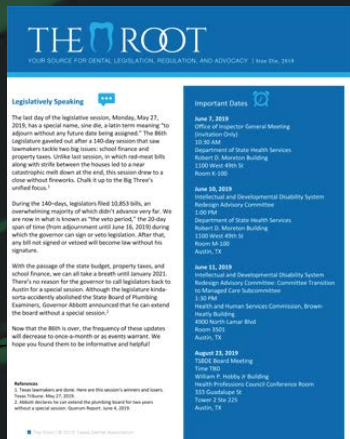 THE ROOT
YOUR SOURCE FOR DENTAL LEGISLATION, REGULATION, AND ADVOCACY | Sine Die, 2019
Legislatively Speaking
The last day of the legislative session, Monday, May 27,
2019, has a special name, sine die, a latin term meaning "to
adjourn without any future date being assigned." The 86th
Legislature gaveled out after a 140-day session that saw
lawmakers tackle two big issues: school finance and
property taxes. Unlike last session, in which red-meat bills
along with strife between the houses led to a near
catastrophic melt down at the end, this session drew to a
close without fireworks. Chalk it up to the Big Three's
unified focus.1
During the 140-days, legislators filed 10,853 bills, an
overwhelming majority of which didn't advance very far. We
are now in what is known as "the veto period," the 20-day
span of time (from adjournment until June 16, 2019) during
which the governor can sign or veto legislation. After that,
any bill not signed or vetoed will become law without his
signature.
With the passage of the state budget, property taxes, and
school finance, we can all take a breath until January 2021.
There's no reason for the governor to call legislators back to
Austin for a special session. Although the legislature kinda-
sorta accidently abolished the State Board of Plumbing
Examiners, Governor Abbott announced that he can extend
the board without a special session.2
Now that the 86th is over, the frequency of these updates
will decrease to once-a-month or as events warrant. We
hope you found them to be informative and helpful!
References
1. Texas lawmakers are done. Here are this session's winners and losers.
Texas Tribune. May 27, 2019.
2. Abbott declares he can extend the plumbing board for two years
without a special session. Quorum Report. June 4, 2019.
The Root | © 2019 Texas Dental Association
Important Dates
June 7, 2019
Office of Inspector General Meeting
(Invitation Only)
10:30 AM
Department of State Health Services
Robert D. Moreton Building
1100 West 49th Street
Room K-100
June 10, 2019
Intellectual and Developmental Disability System
Redesign Advisory Committee
1:00 PM
Department of State Health Services
Robert D. Moreton Building
1100 West 49th Street
Room M-100
Austin, TX
June 11, 2019
Intellectual and Developmental Disability System
Redesign Advisory Committee: Committee Transition
to Managed Care Subcommittee
1:30 PM
Health and Human Services Commission, Brown-
Heatly Building
4900 North Lamar Blvd
Room 3501
Austin, TX
August 23, 2019
TSBDE Board Meeting
Time TBD
William P. Hobby Jr Building
Health Professions Council Conference Room
333 Guadalupe St
Tower 2 Ste 225
Austin, TX